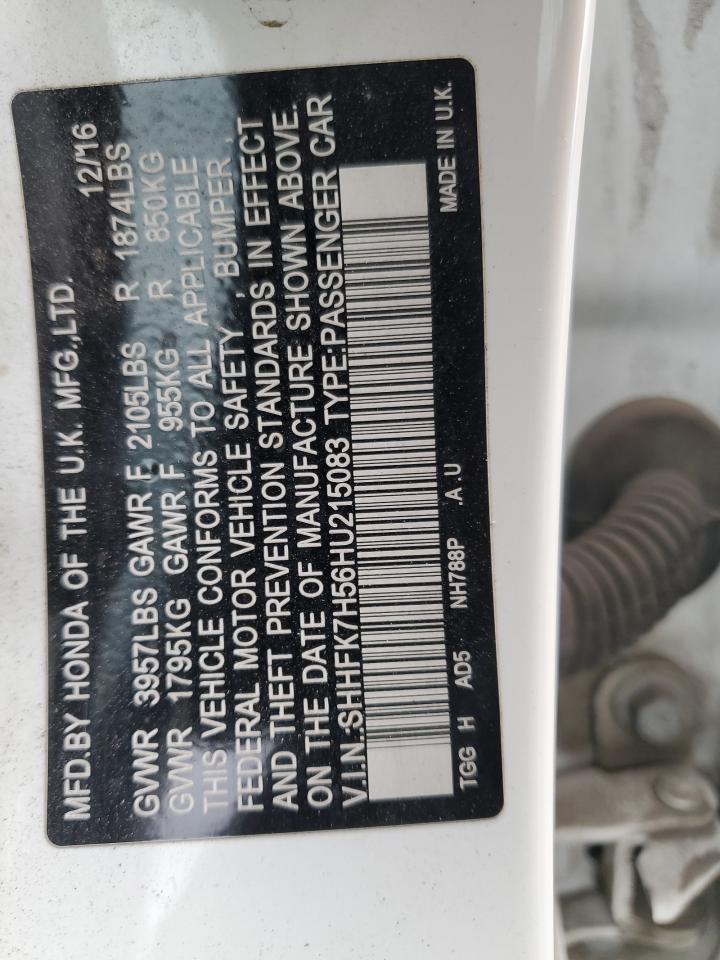 MFD.BY HONDA OF THE U.K. MFG.,LTD. 12/16
GVWR 3957LBS GAWR F 2105LBS R 1874LBS
GVWR 1795KG GAWR F 955KG R 850KG
THIS VEHICLE CONFORMS TO ALL APPLICABLE
FEDERAL MOTOR VEHICLE SAFETY , BUMPER
AND THEFT PREVENTION STANDARDS IN EFFECT
ON THE DATE OF MANUFACTURE SHOWN ABOVE.
V.I.N.:SHHFK7H56HU215083 TYPE:PASSENGER CAR
TGG H AD5 NH788P .A.U MADE IN U.K.